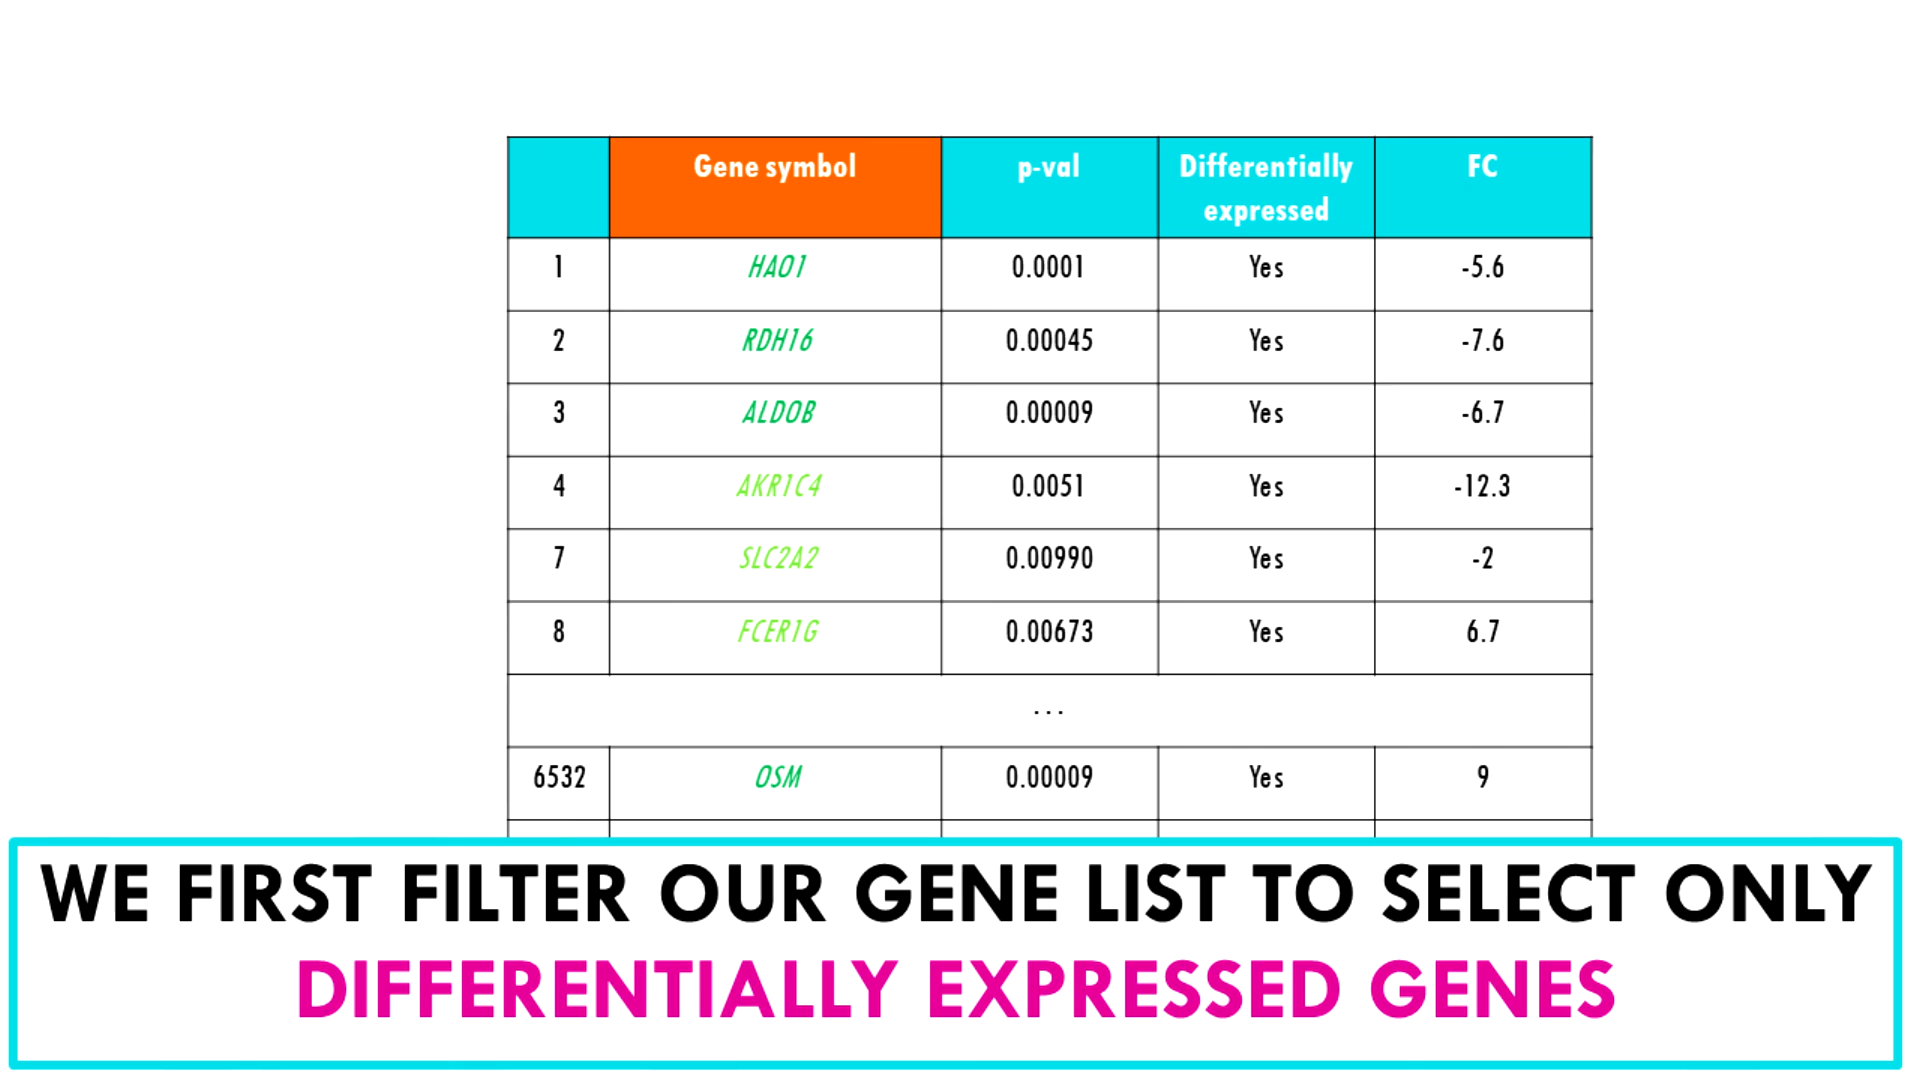 Gene symbol p-val Differentially expressed FC
1 HAO1 0.0001 Yes -5.6
2 RDH16 0.00045 Yes -7.6
3 ALDOB 0.00009 Yes -6.7
4 AKR1C4 0.0051 Yes -12.3
7 SLC2A2 0.00990 Yes -2
8 FCER1G 0.00673 Yes 6.7
...
6532 OSM 0.00009 Yes 9
WE FIRST FILTER OUR GENE LIST TO SELECT ONLY
DIFFERENTIALLY EXPRESSED GENES